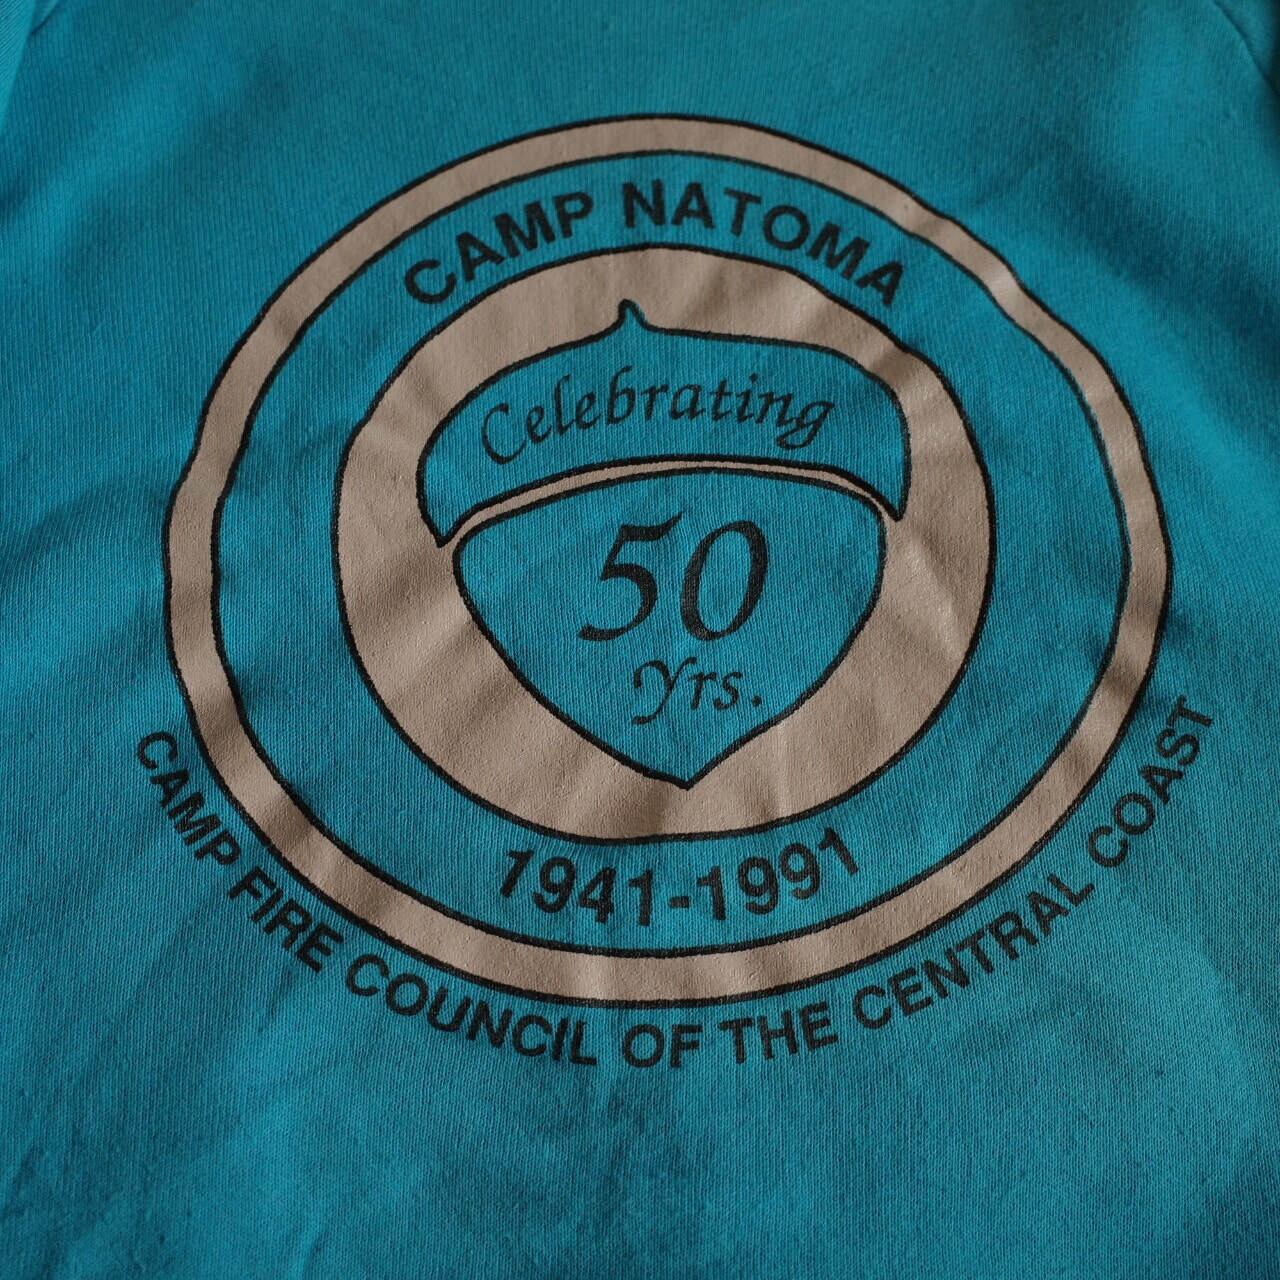 CAMP NATOMA
Celebrating
50
Yrs.
1941-1991
CAMP FIRE COUNCIL OF THE CENTRAL COAST